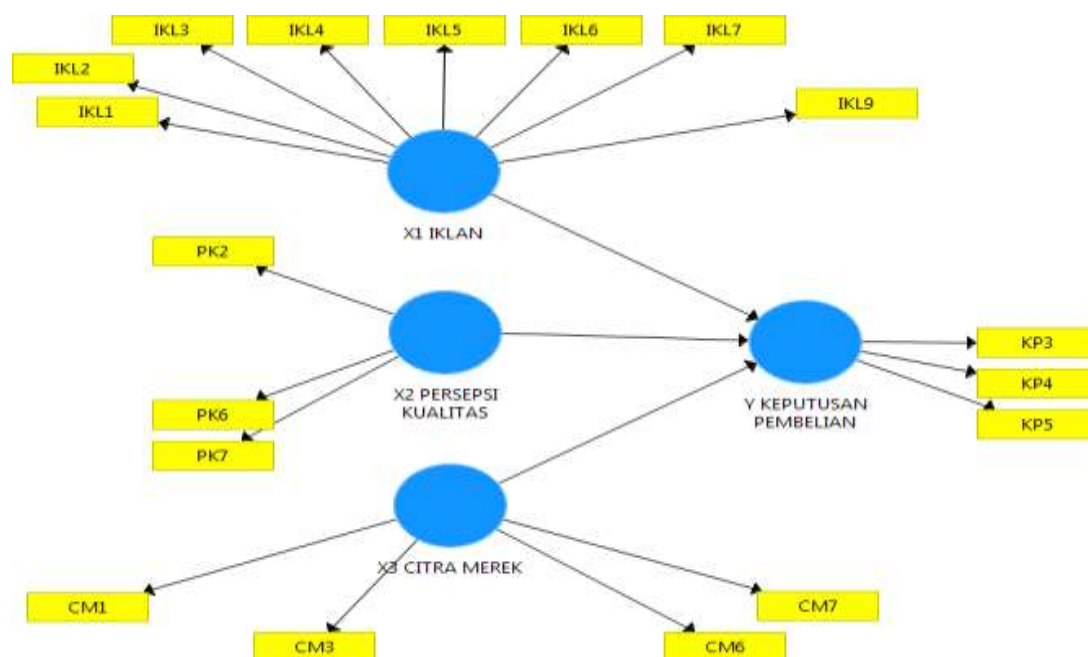 IKL3
IKL4
IKL5
IKL6
IKL7
IKL2
IKL1
IKL9
X1 IKLAN
PK2
X2 PERSEPSI
KUALITAS
PK6
PK7
Y KEPUTUSAN
PEMBELIAN
KP3
KP4
KP5
X3 CITRA MEREK
CM1
CM3
CM6
CM7